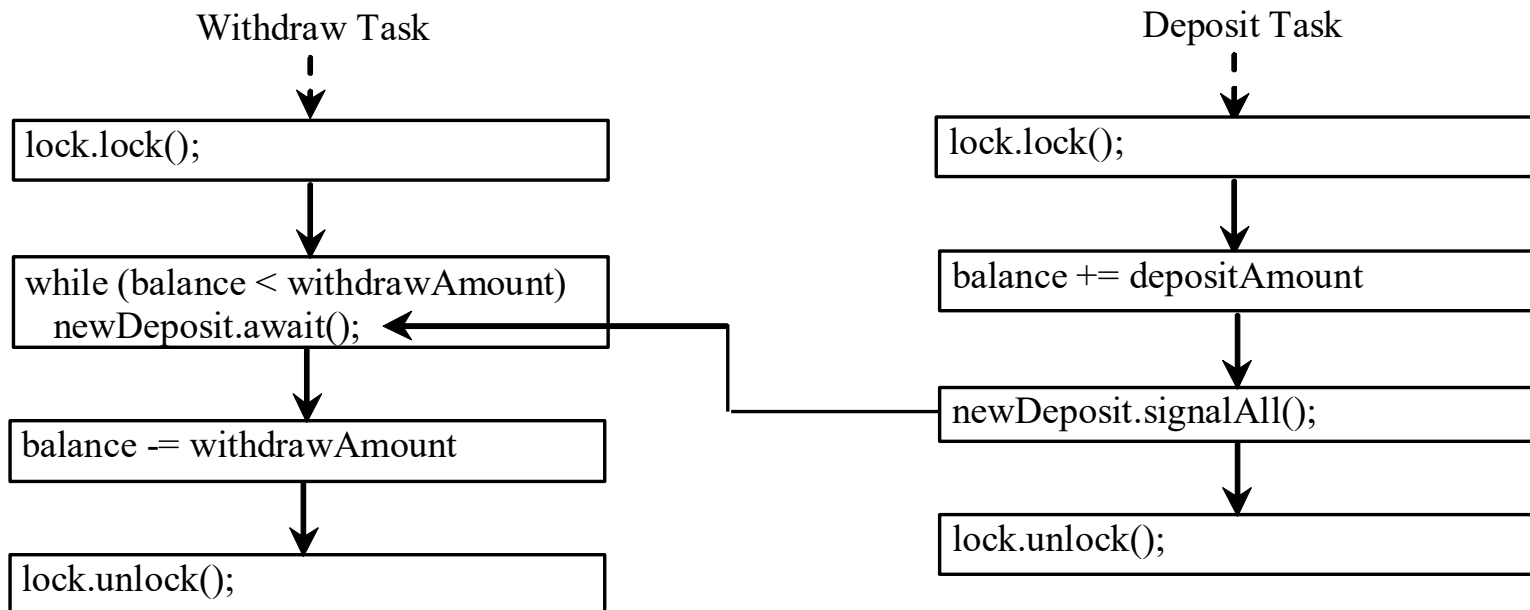 Withdraw Task
lock.lock();
while (balance < withdrawAmount)
newDeposit.await();
balance -= withdrawAmount
lock.unlock();
Deposit Task
lock.lock();
balance += depositAmount
newDeposit.signalAll();
lock.unlock();